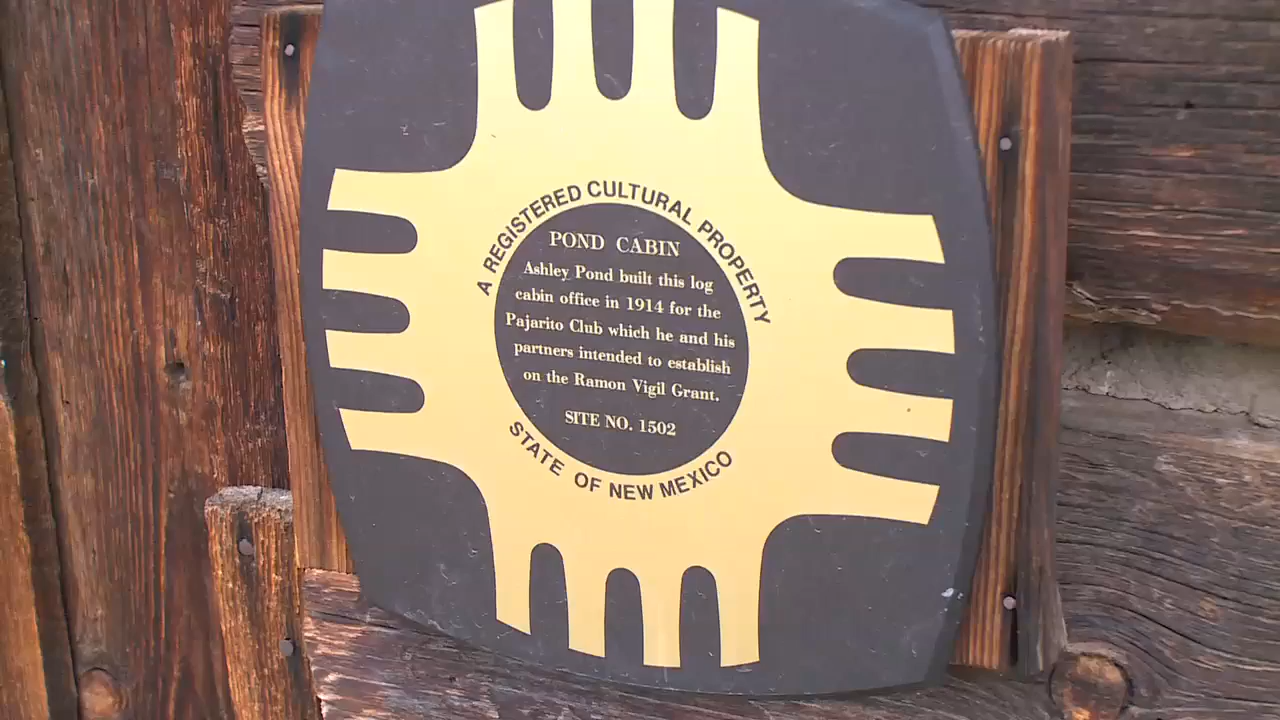 A REGISTERED CULTURAL PROPERTY
POND CABIN
Ashley Pond built this log
cabin office in 1914 for the
Pajarito Club which he and his
partners intended to establish
on the Ramon Vigil Grant.
SITE NO. 1502
STATE OF NEW MEXICO